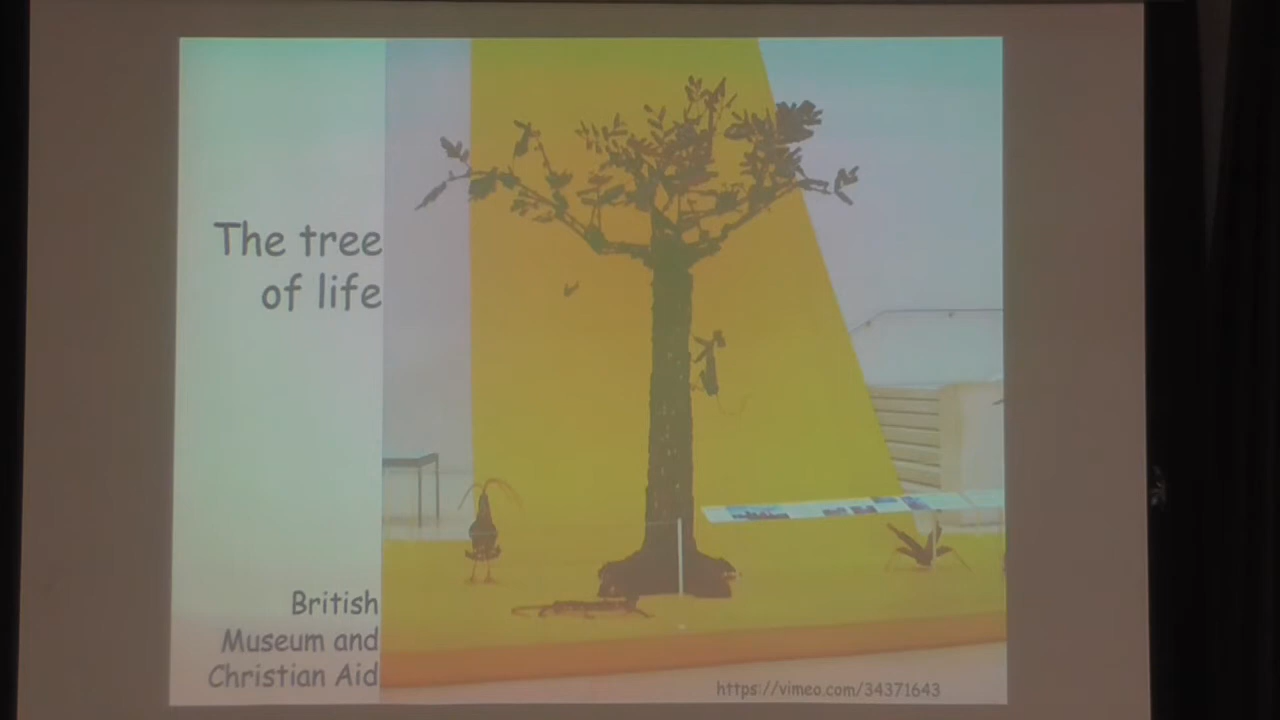 The tree
of life
British
Museum and
Christian Aid
https://vimeo.com/34371643